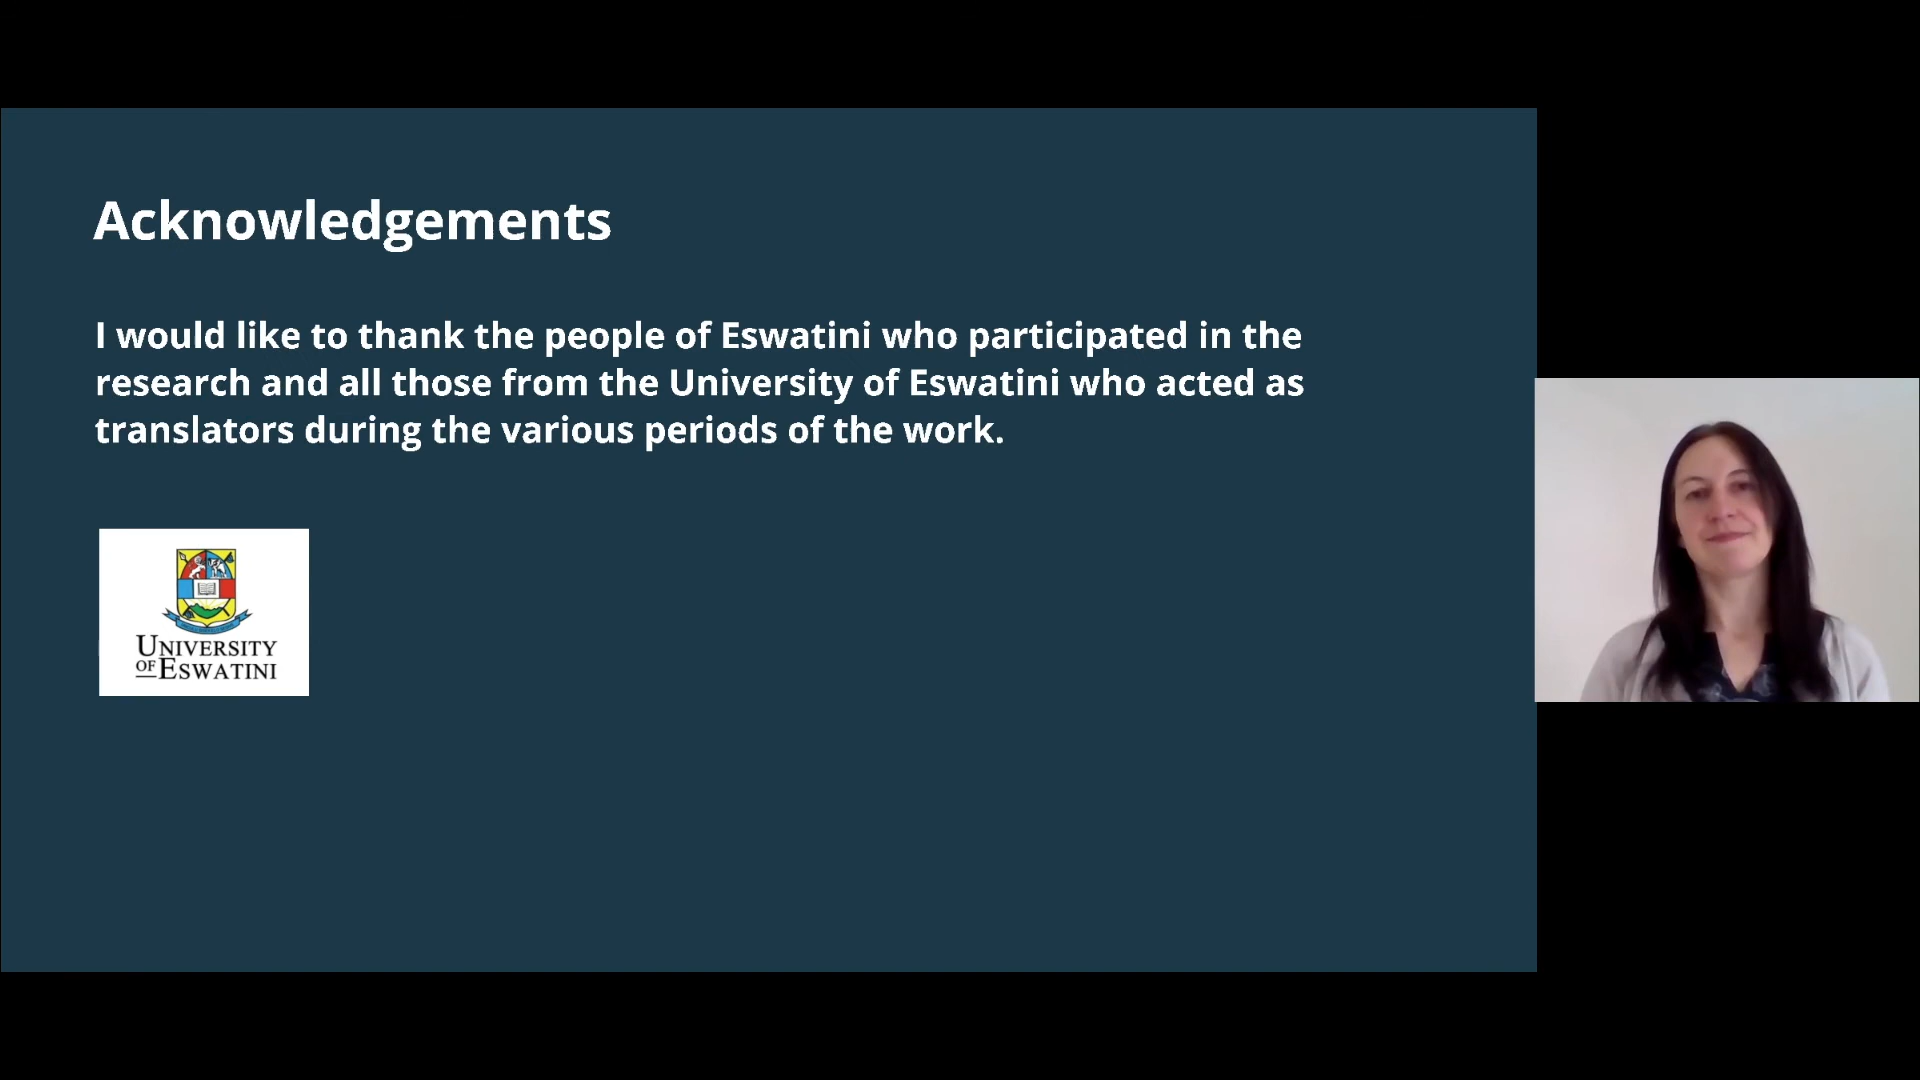 Acknowledgements
I would like to thank the people of Eswatini who participated in the
research and all those from the University of Eswatini who acted as
translators during the various periods of the work.
UNIVERSITY
OF ESWATINI